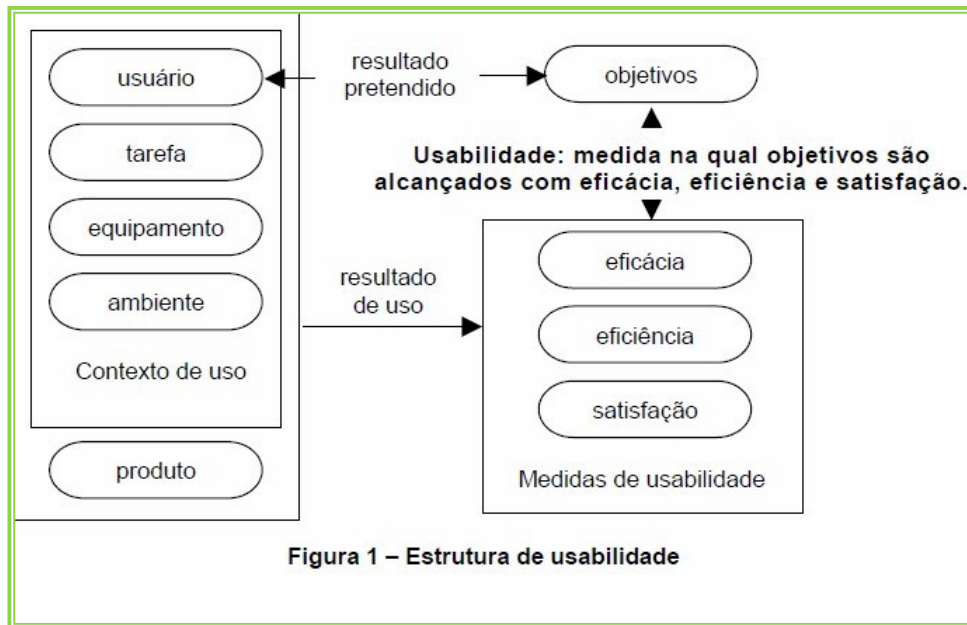 usuário
resultado
pretendido
objetivos
tarefa
Usabilidade: medida na qual objetivos são
alcançados com eficácia, eficiência e satisfação.
equipamento
ambiente
Contexto de uso
produto
resultado
de uso
eficácia
eficiência
satisfação
Medidas de usabilidade
Figura 1 – Estrutura de usabilidade